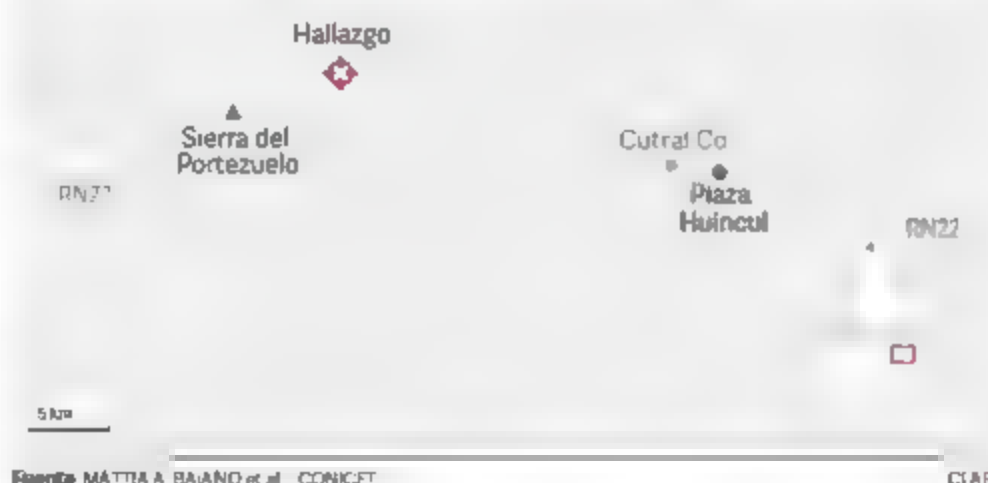 Hallazgo
Sierra del
Portezuelo
Cutral Co
Plaza
Huincul
RN22
5 km
Fuente MATTIA A. BAIANO et al. CONICET